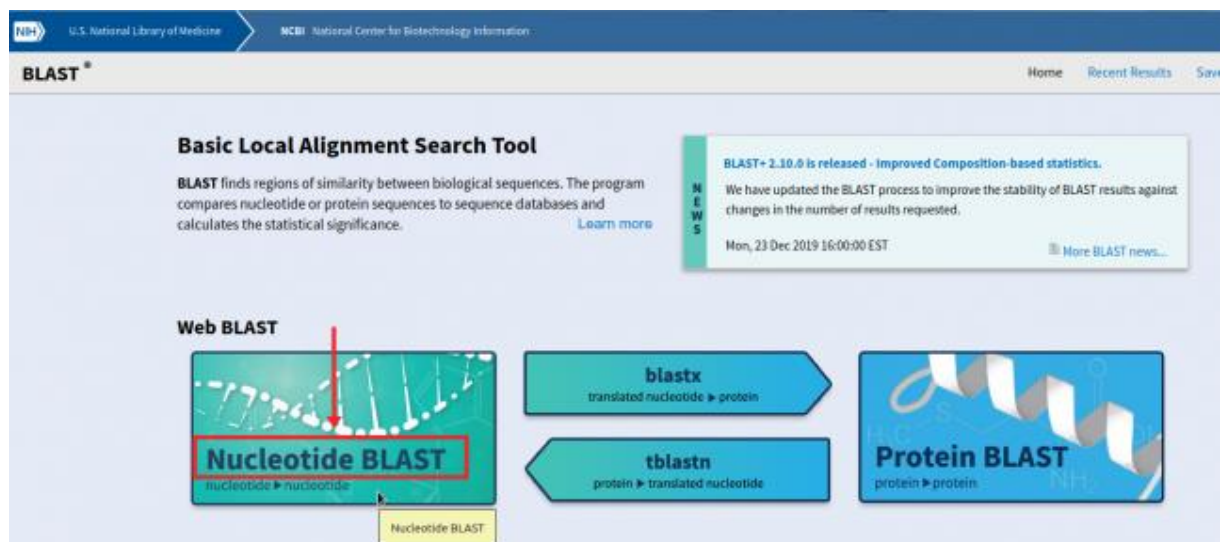 NIH U.S. National Library of Medicine NCBI National Center for Biotechnology Information
BLAST ® Home Recent Results Save
Basic Local Alignment Search Tool
BLAST finds regions of similarity between biological sequences. The program
compares nucleotide or protein sequences to sequence databases and
calculates the statistical significance. Learn more
NEWS
BLAST+ 2.10.0 is released - Improved Composition-based statistics.
We have updated the BLAST process to improve the stability of BLAST results against
changes in the number of results requested.
Mon, 23 Dec 2019 16:00:00 EST
More BLAST news...
Web BLAST
Nucleotide BLAST
nucleotide ▶ nucleotide
Nucleotide BLAST
blastx
translated nucleotide ▶ protein
tblastn
protein ▶ translated nucleotide
O
S
H₃C
OH
NH₂
Protein BLAST
protein ▶ protein